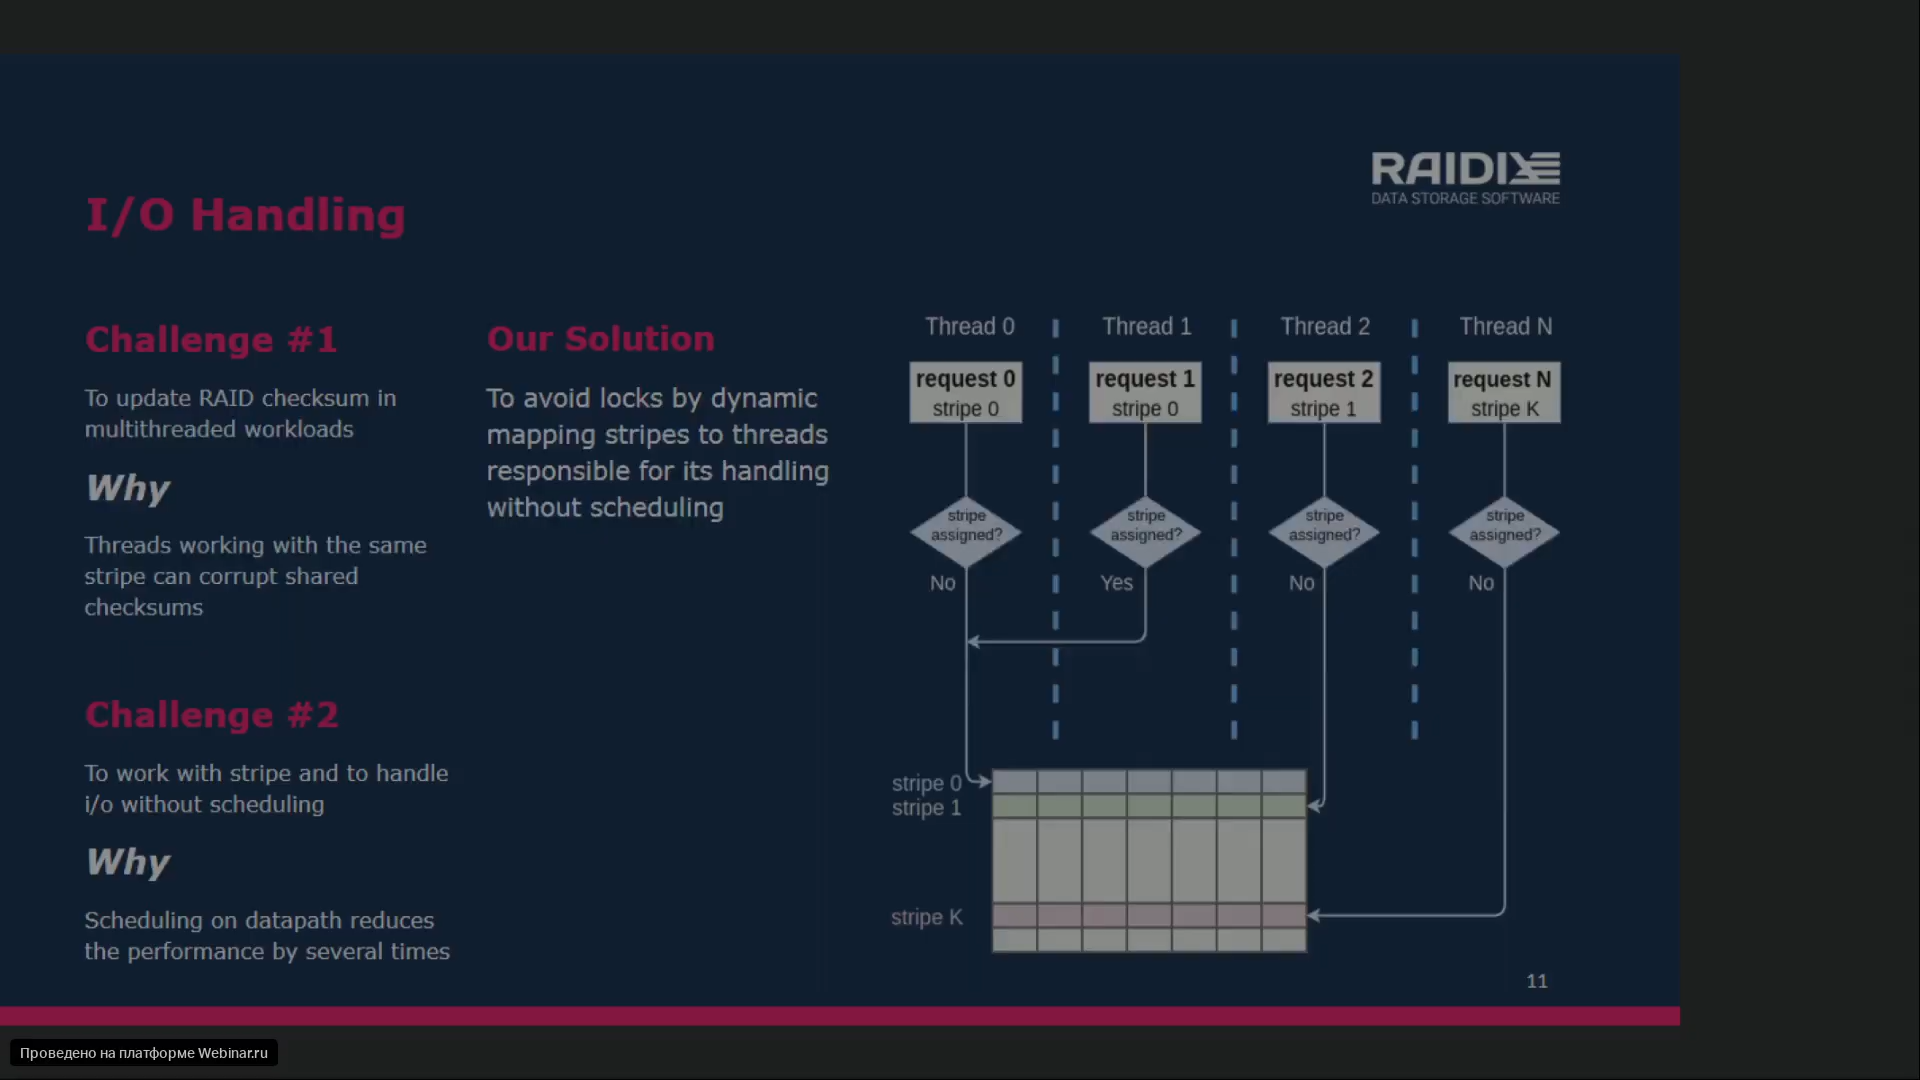 RAIDIX
DATA STORAGE SOFTWARE
I/O Handling
Challenge #1
To update RAID checksum in
multithreaded workloads
Why
Threads working with the same
stripe can corrupt shared
checksums
Challenge #2
To work with stripe and to handle
i/o without scheduling
Why
Scheduling on datapath reduces
the performance by several times
Our Solution
To avoid locks by dynamic
mapping stripes to threads
responsible for its handling
without scheduling
Thread 0
Thread 1
Thread 2
Thread N
request 0
stripe 0
request 1
stripe 0
request 2
stripe 1
request N
stripe K
stripe
assigned?
stripe
assigned?
stripe
assigned?
stripe
assigned?
No
Yes
No
No
stripe 0
stripe 1
stripe K
11
Проведено на платформе Webinar.ru